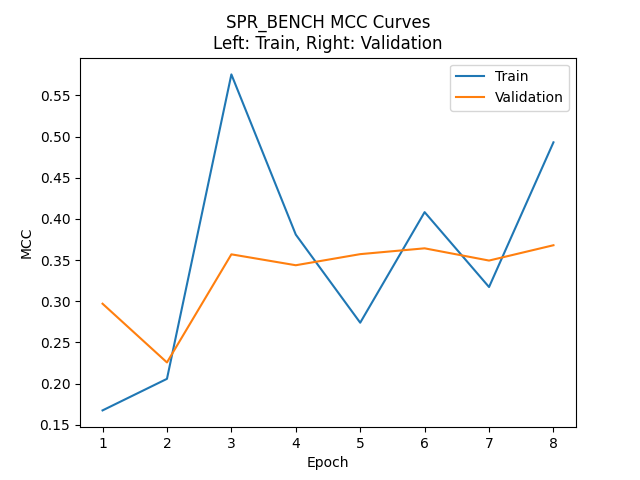 SPR_BENCH MCC Curves
Left: Train, Right: Validation
Train
Validation
MCC
0.55
0.50
0.45
0.40
0.35
0.30
0.25
0.20
0.15
1 2 3 4 5 6 7 8
Epoch